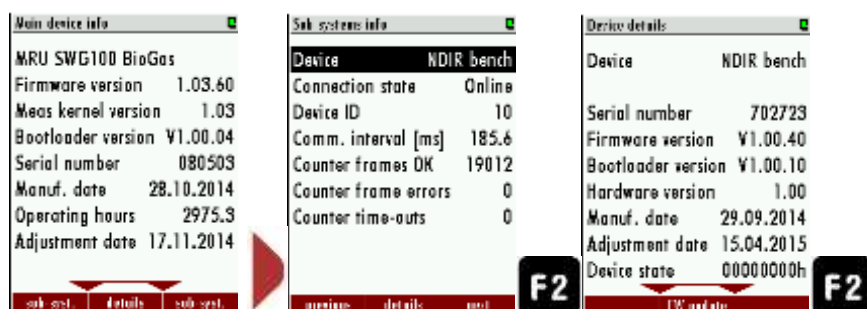 Main device info
MRU SWG100 BioGas
Firmware version 1.03.60
Meas kernel version 1.03
Bootloader version V1.00.04
Serial number 080503
Manuf. date 28.10.2014
Operating hours 2975.3
Adjustment date 17.11.2014
sub-syst. details sub-syst.
Sub systems info
Device NDIR bench
Connection state Online
Device ID 10
Comm. interval [ms] 185.6
Counter frames OK 19012
Counter frame errors 0
Counter time-outs 0
previous details next
F2
Device details
Device NDIR bench
Serial number 702723
Firmware version V1.00.40
Bootloader version V1.00.10
Hardware version 1.00
Manuf. date 29.09.2014
Adjustment date 15.04.2015
Device state 00000000h
FW update
F2